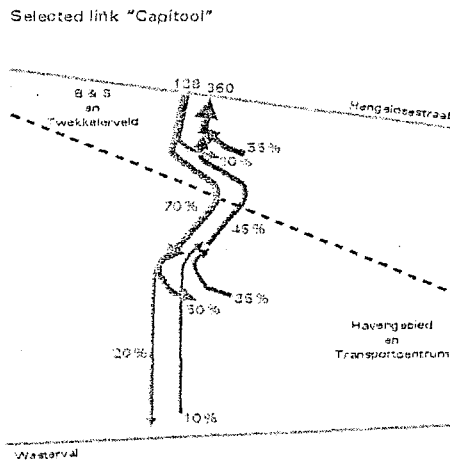 Selected link "Capitool"
138 360
B & S
en
Twekkelerveld
Hengelosestraat
55%
30%
70%
45%
50%
35%
20%
10%
Havengebied
en
Transportcentrum
Westerval